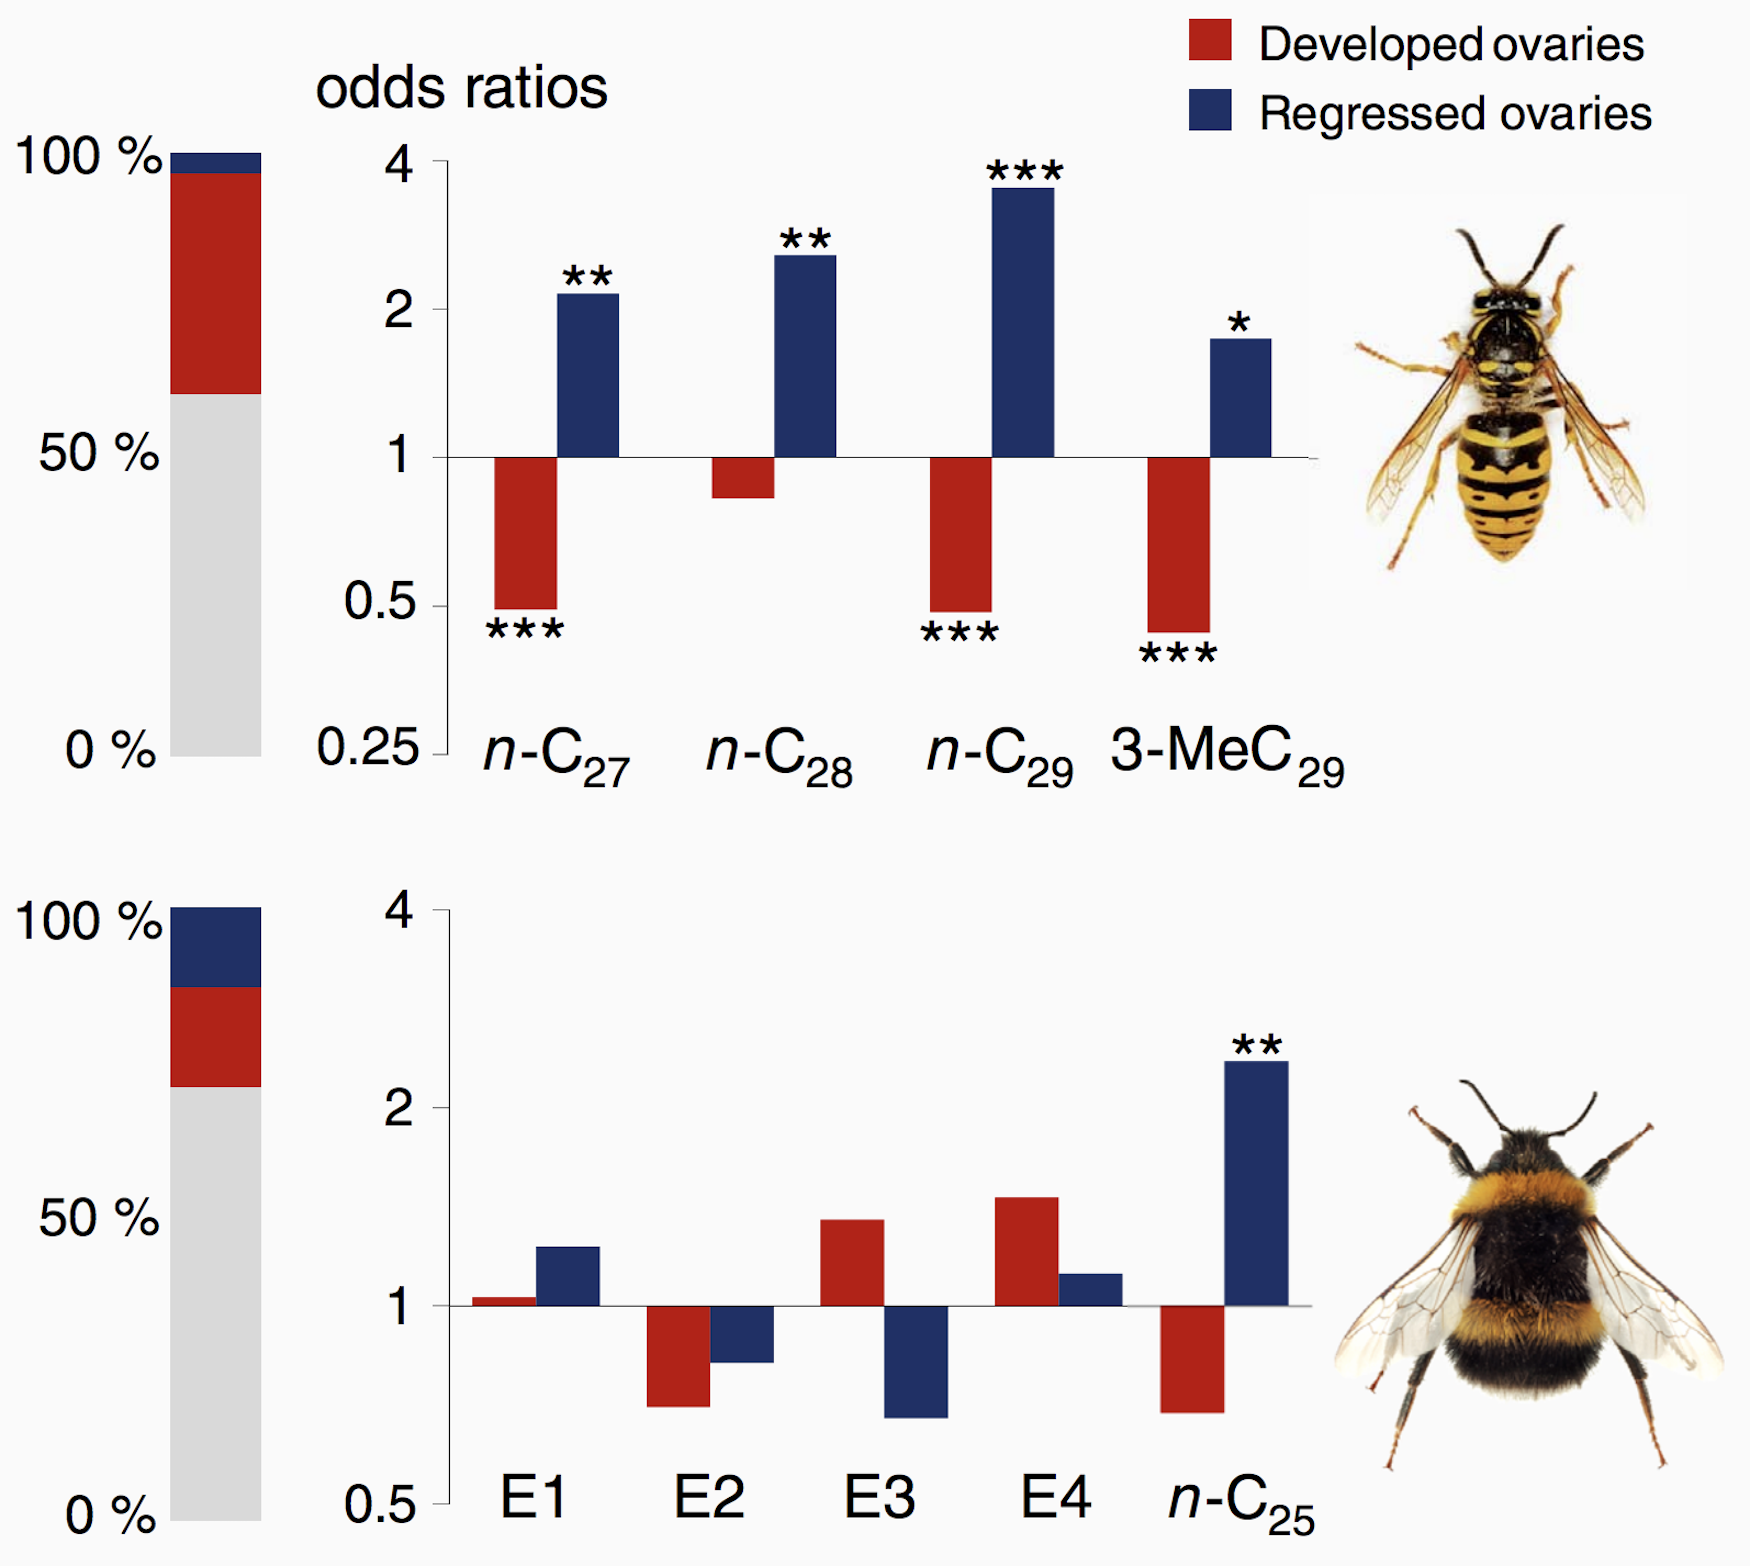 Developed ovaries
Regressed ovaries
odds ratios
100 %
50 %
0 %
4
2
1
0.5
0.25
**
**
***
*
***
***
***
n-C27
n-C28
n-C29
3-MeC29
100 %
50 %
0 %
4
2
1
0.5
**
E1
E2
E3
E4
n-C25